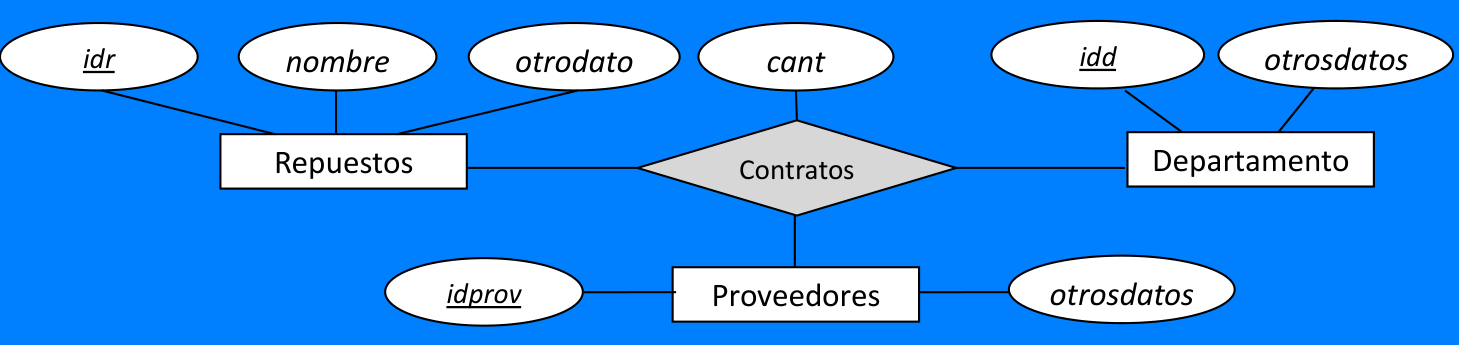 idr
nombre
otrodato
cant
idd
otrosdatos
Repuestos
Contratos
Departamento
idprov
Proveedores
otrosdatos